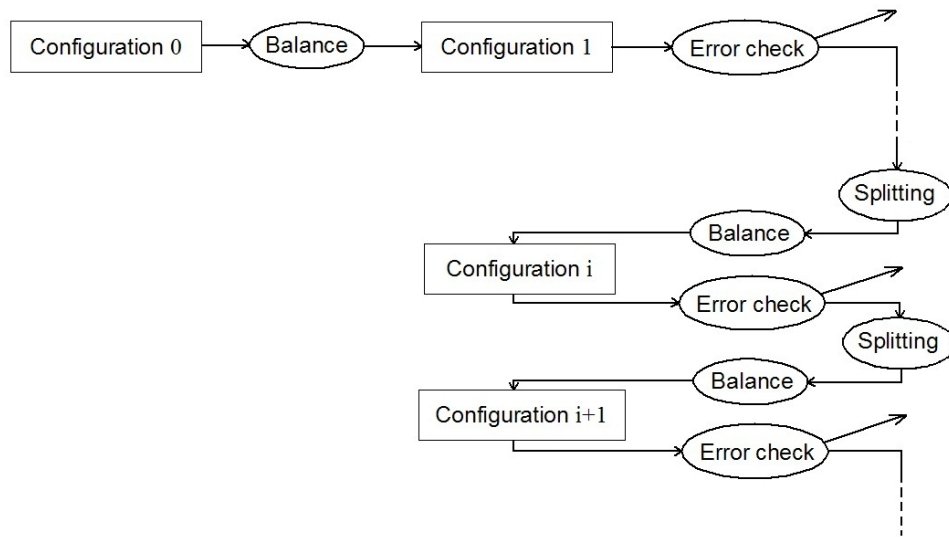 Configuration 0
Balance
Configuration 1
Error check
Splitting
Balance
Configuration i
Error check
Splitting
Balance
Configuration i+1
Error check